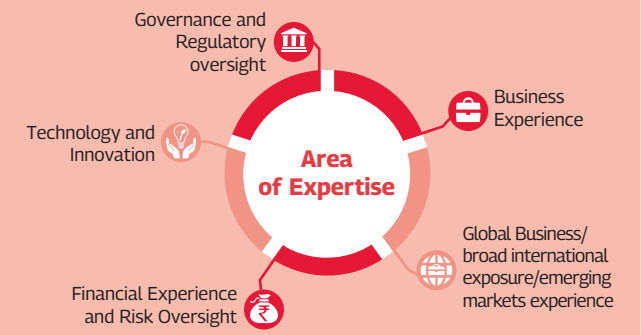 Governance and
Regulatory
oversight
Business
Experience
Technology and
Innovation
Area
of Expertise
Global Business/
broad international
exposure/emerging
markets experience
Financial Experience
and Risk Oversight
₹